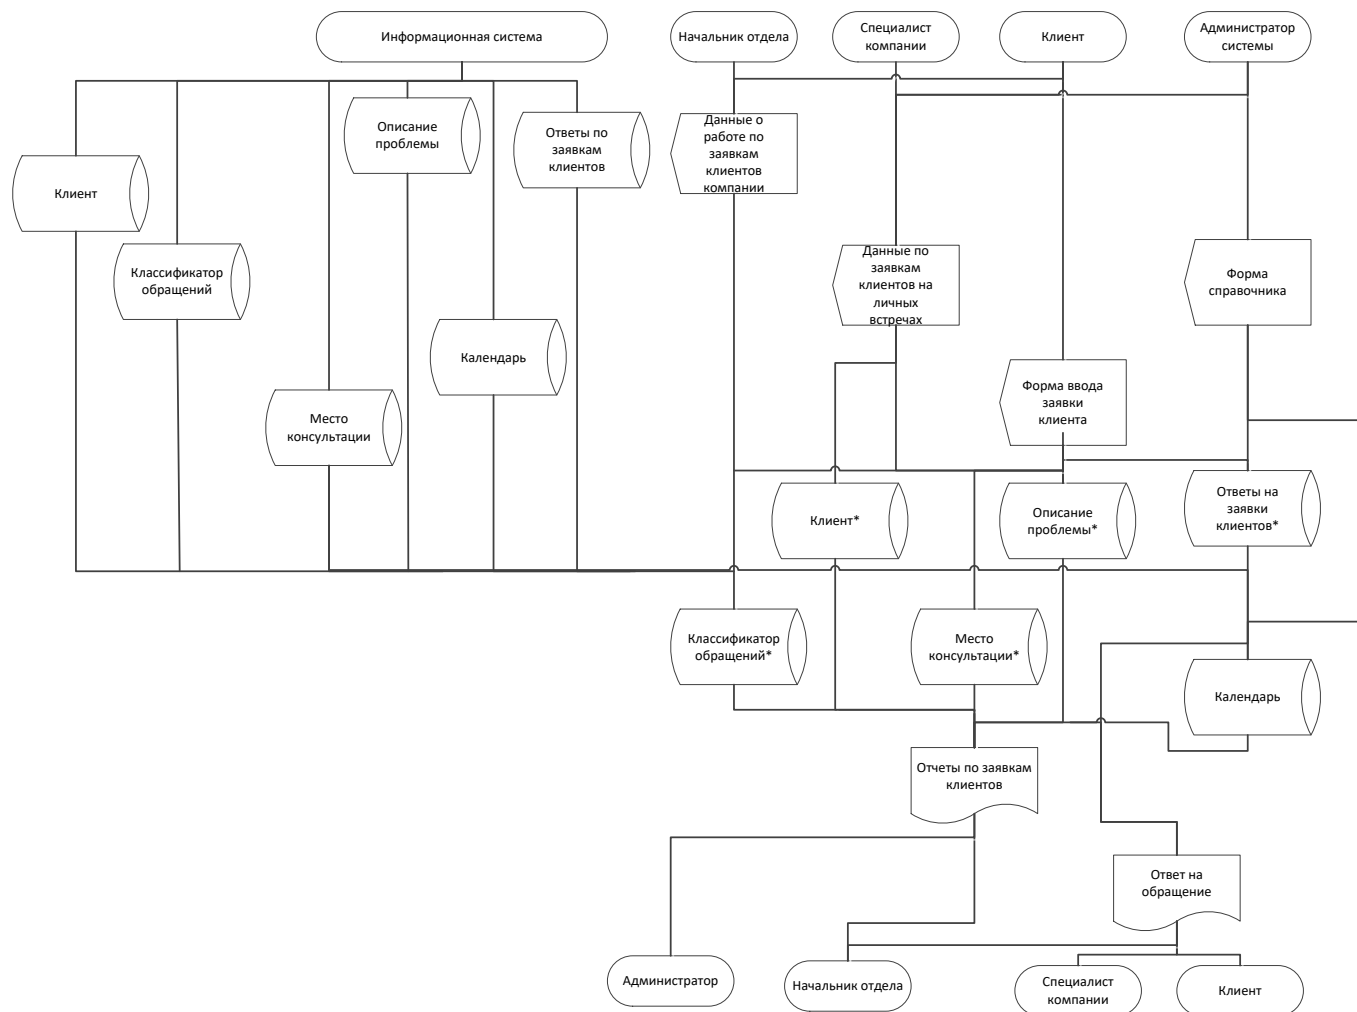 Информационная система
Начальник отдела
Специалист
компании
Клиент
Администратор
системы
Описание
проблемы
Ответы по
заявкам
клиентов
Данные о
работе по
заявкам
клиентов
компании
Клиент
Классификатор
обращений
Данные по
заявкам
клиентов на
личных
встречах
Форма
справочника
Календарь
Форма ввода
заявки
клиента
Место
консультации
Клиент*
Описание
проблемы*
Ответы на
заявки
клиентов*
Классификатор
обращений*
Место
консультации*
Календарь
Отчеты по заявкам
клиентов
Ответ на
обращение
Администратор
Начальник отдела
Специалист
компании
Клиент